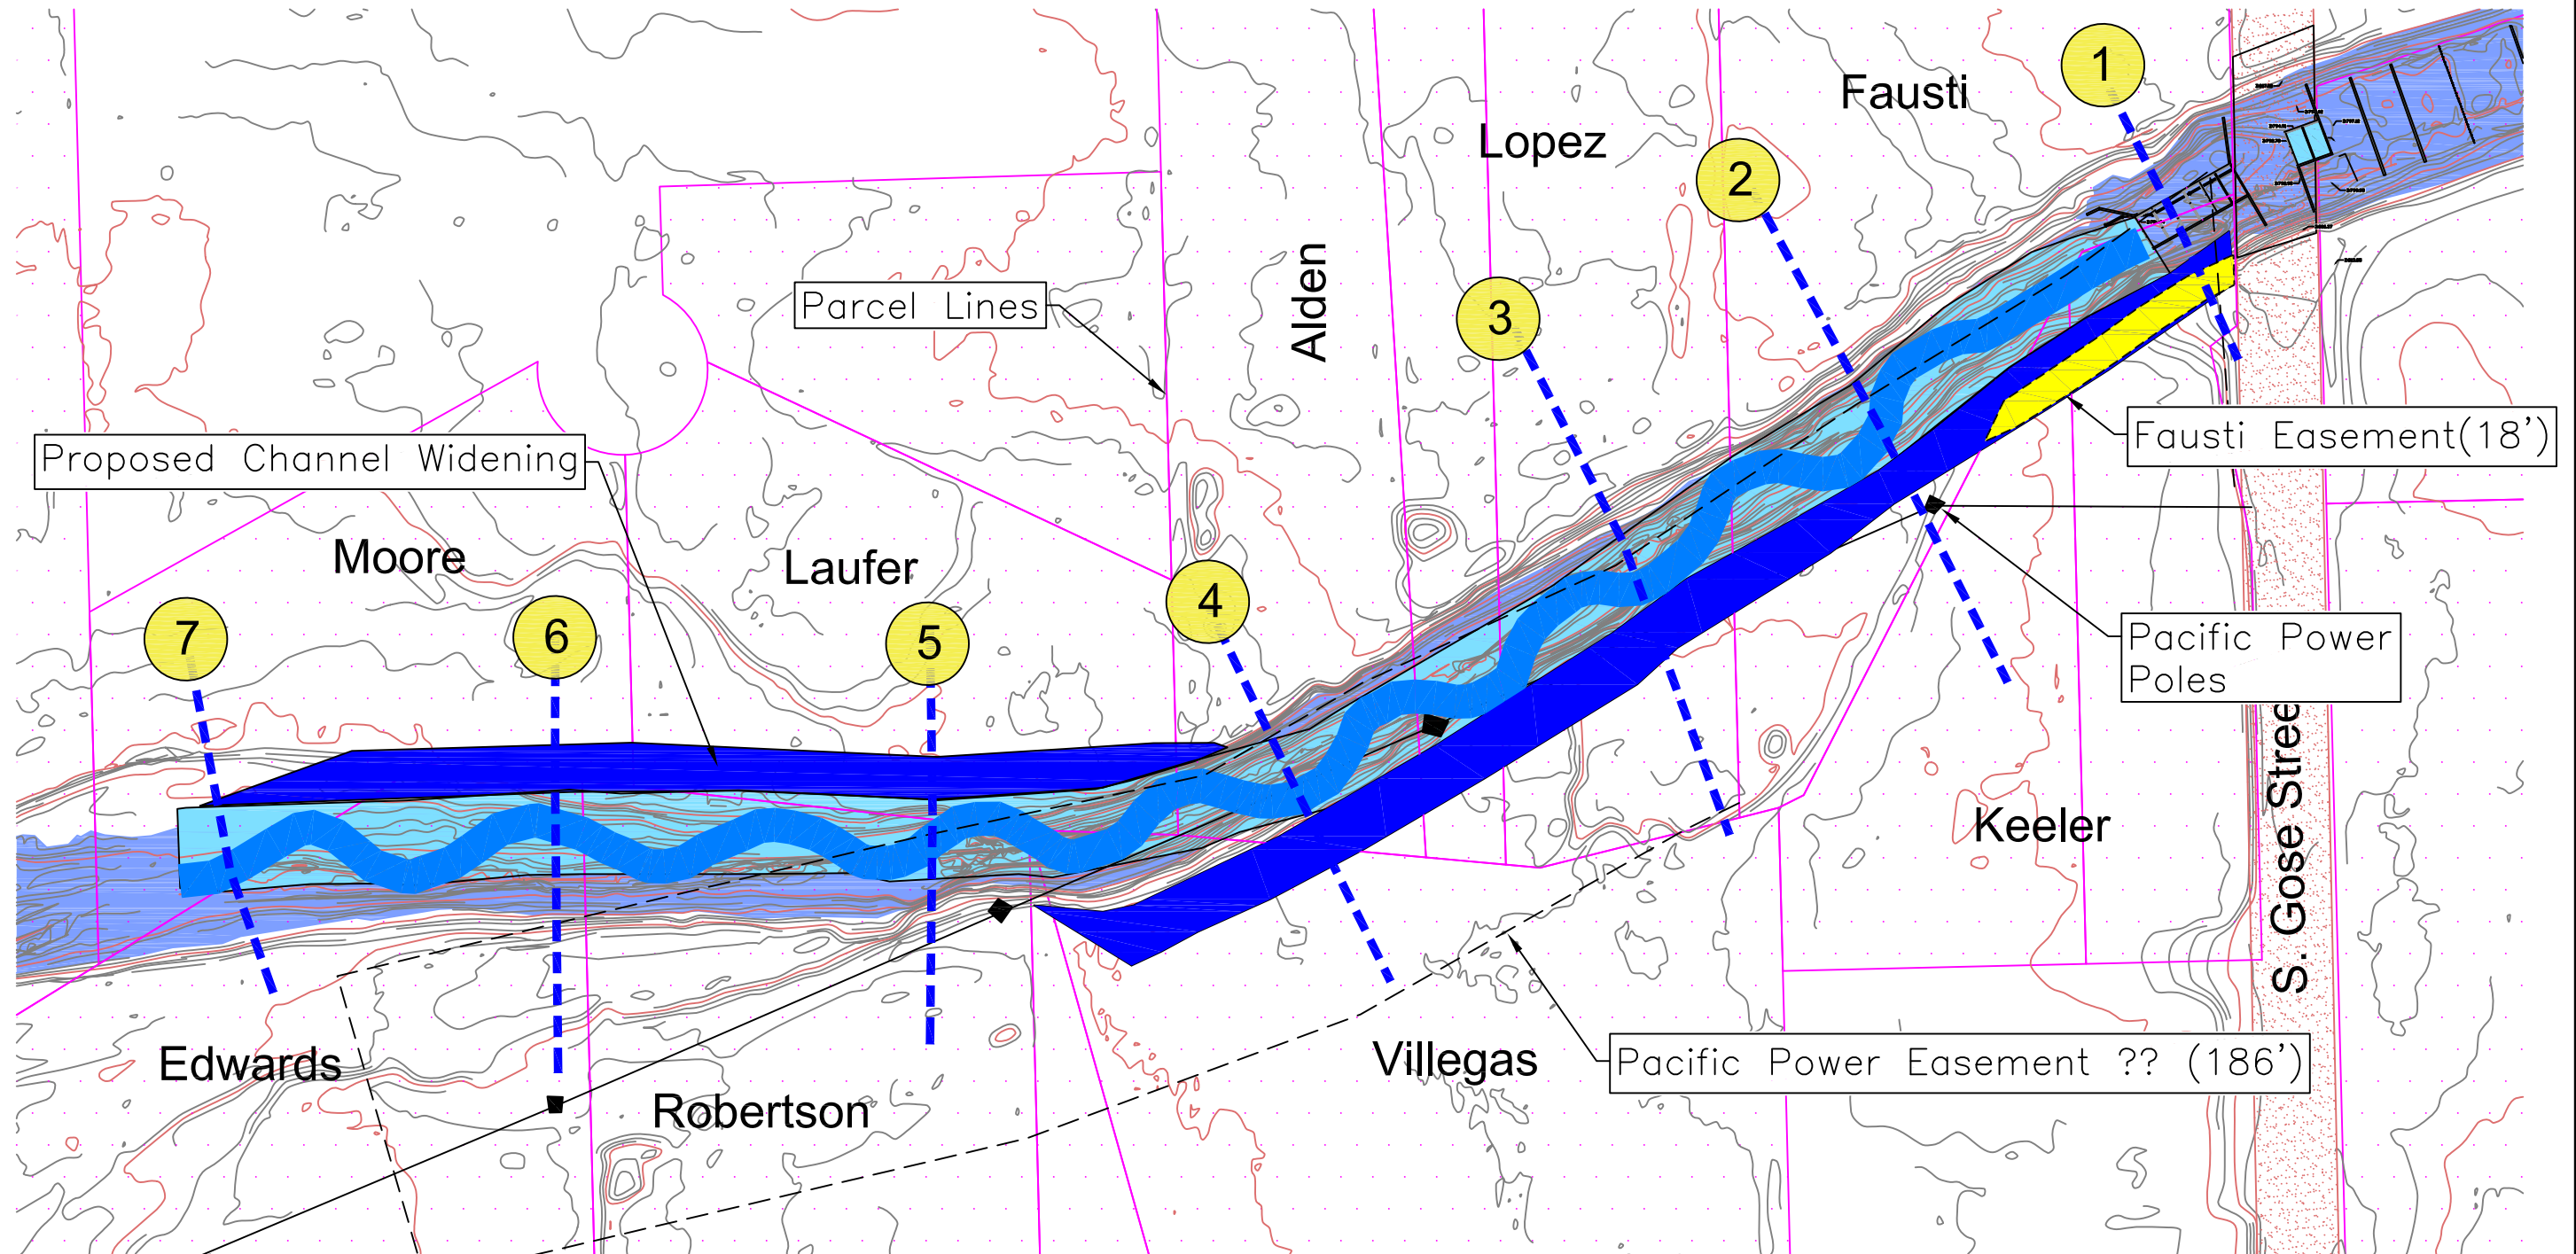 1
Fausti
Lopez
2
Alden
Parcel Lines
3
Fausti Easement(18')
Proposed Channel Widening
Moore
Laufer
4
7
6
5
Pacific Power
Poles
S. Gose Stree
Keeler
Edwards
Villegas
Pacific Power Easement ?? (186')
Robertson